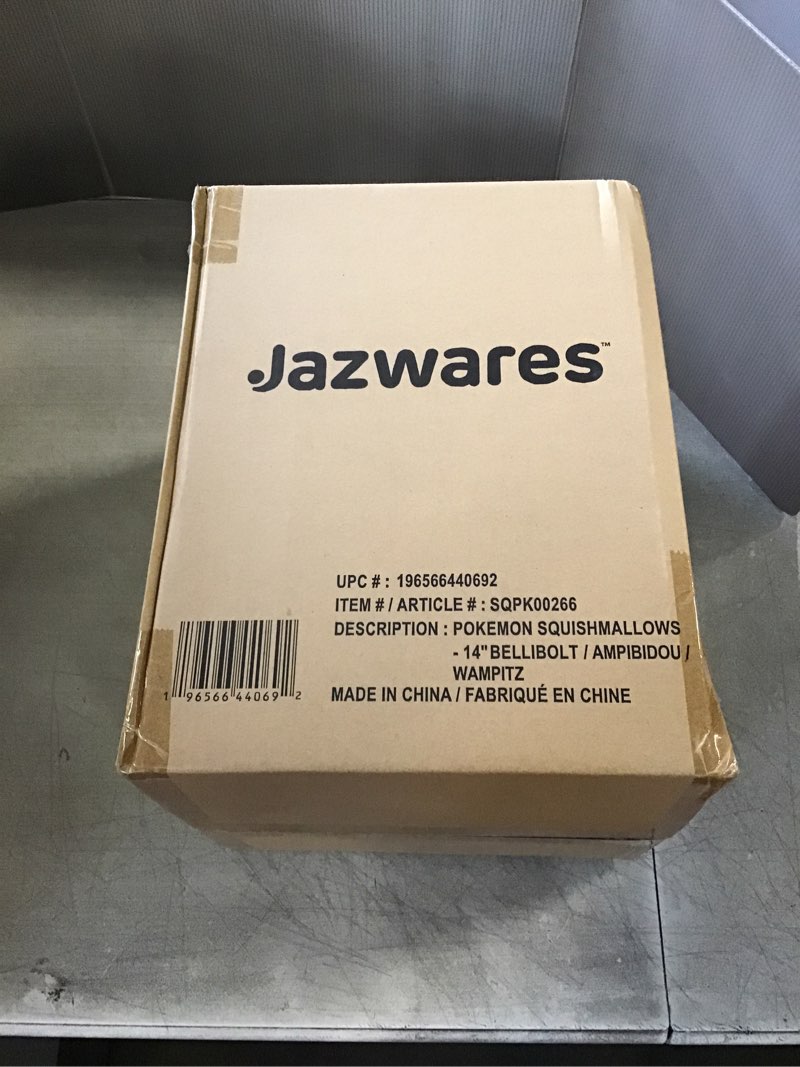 Jazwares™
UPC # : 196566440692
ITEM # / ARTICLE # : SQPK00266
DESCRIPTION : POKEMON SQUISHMALLOWS
- 14" BELLIBOLT / AMPIBIDOU /
WAMPITZ
MADE IN CHINA / FABRIQUÉ EN CHINE
1 96566 44069 2